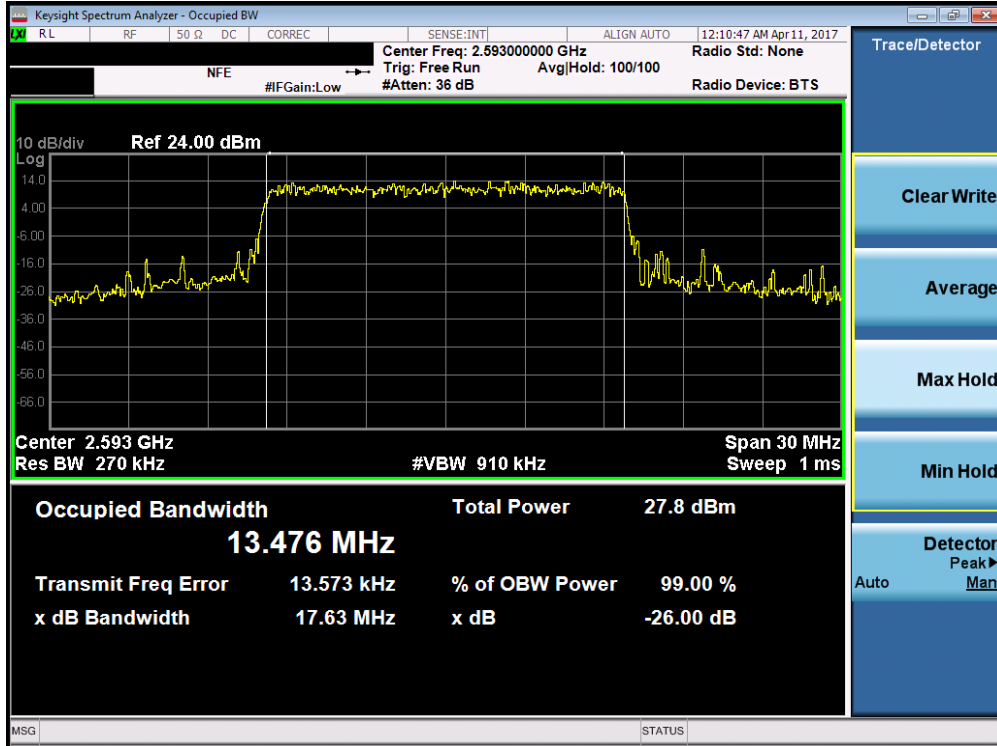 Keysight Spectrum Analyzer - Occupied BW
LXI RL RF 50 Ω DC CORREC SENSE:INT ALIGN AUTO 12:10:47 AM Apr 11, 2017
NFE
#IFGain:Low
Center Freq: 2.593000000 GHz
Trig: Free Run Avg|Hold: 100/100
#Atten: 36 dB
Radio Std: None
Radio Device: BTS
10 dB/div Ref 24.00 dBm
Log
14.0
4.00
-6.00
-16.0
-26.0
-36.0
-46.0
-56.0
-66.0
Center 2.593 GHz Span 30 MHz
Res BW 270 kHz #VBW 910 kHz Sweep 1 ms
Occupied Bandwidth
13.476 MHz
Total Power 27.8 dBm
Transmit Freq Error 13.573 kHz % of OBW Power 99.00 %
x dB Bandwidth 17.63 MHz x dB -26.00 dB
MSG STATUS
Trace/Detector
Clear Write
Average
Max Hold
Min Hold
Detector
Peak▶
Auto Man